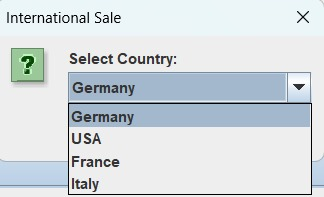 International Sale
Select Country:
Germany
Germany
USA
France
Italy